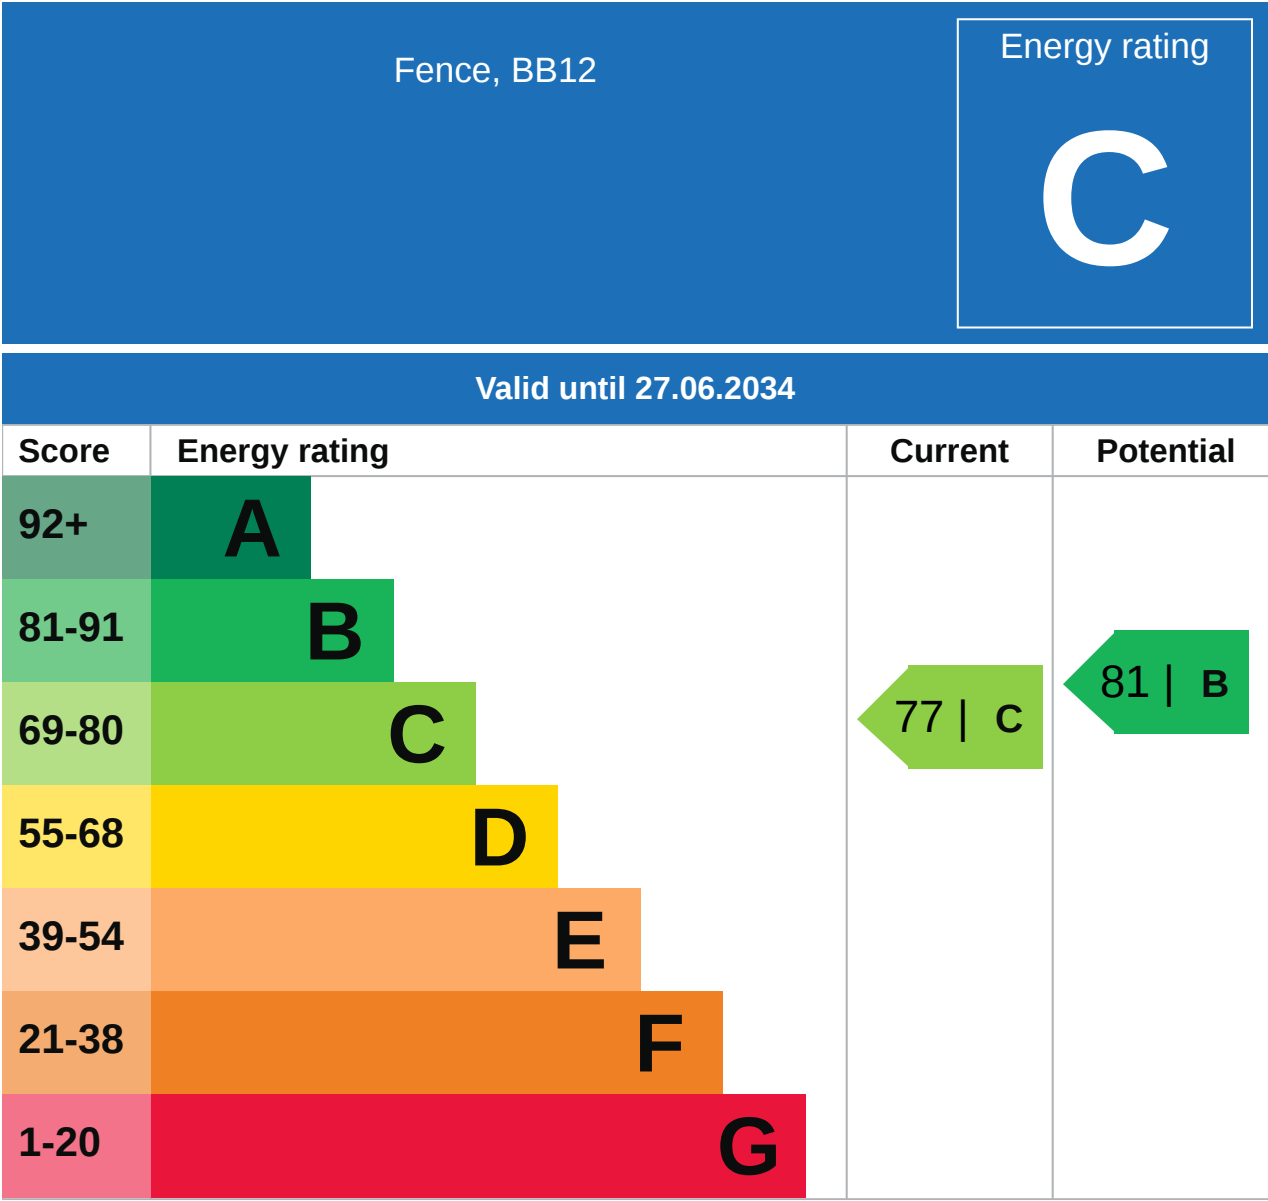 Fence, BB12
Energy rating
C
Valid until 27.06.2034
Score Energy rating Current Potential
92+ A
81-91 B
69-80 C
55-68 D
39-54 E
21-38 F
1-20 G
77 | C
81 | B